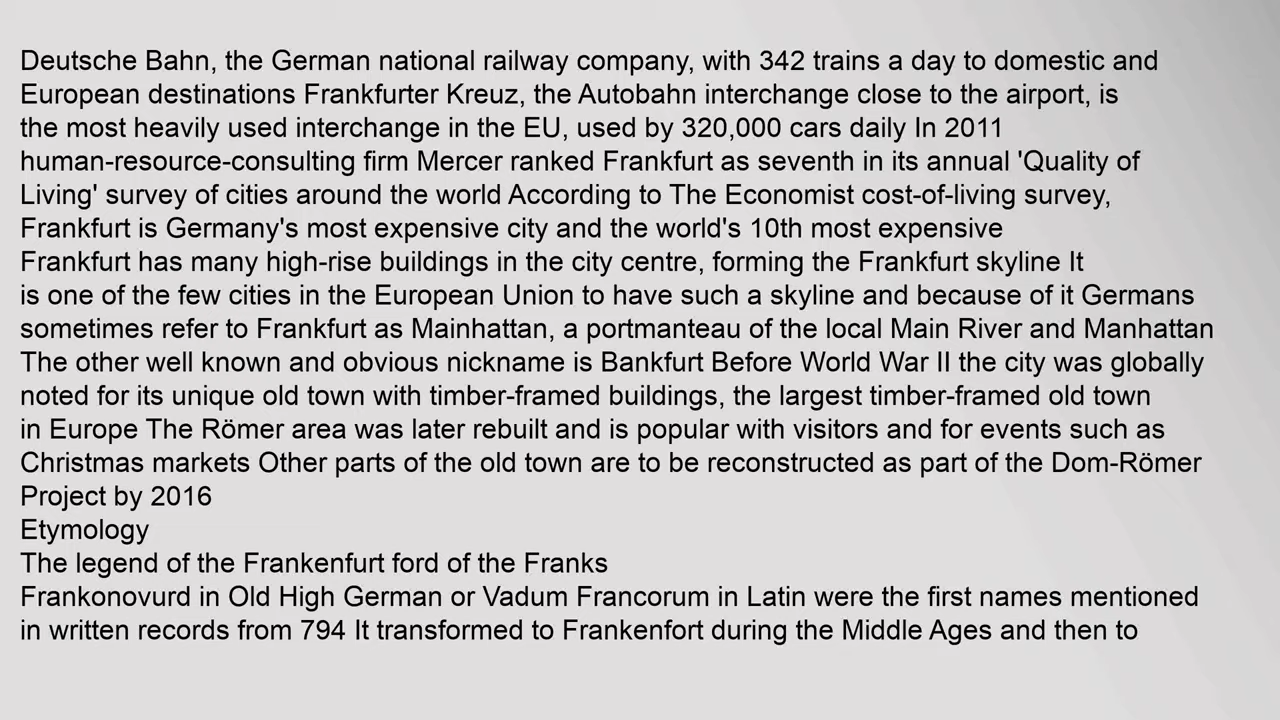 Deutsche Bahn, the German national railway company, with 342 trains a day to domestic and
European destinations Frankfurter Kreuz, the Autobahn interchange close to the airport, is
the most heavily used interchange in the EU, used by 320,000 cars daily In 2011
human-resource-consulting firm Mercer ranked Frankfurt as seventh in its annual 'Quality of
Living' survey of cities around the world According to The Economist cost-of-living survey,
Frankfurt is Germany's most expensive city and the world's 10th most expensive
Frankfurt has many high-rise buildings in the city centre, forming the Frankfurt skyline It
is one of the few cities in the European Union to have such a skyline and because of it Germans
sometimes refer to Frankfurt as Mainhattan, a portmanteau of the local Main River and Manhattan
The other well known and obvious nickname is Bankfurt Before World War II the city was globally
noted for its unique old town with timber-framed buildings, the largest timber-framed old town
in Europe The Römer area was later rebuilt and is popular with visitors and for events such as
Christmas markets Other parts of the old town are to be reconstructed as part of the Dom-Römer
Project by 2016
Etymology
The legend of the Frankenfurt ford of the Franks
Frankonovurd in Old High German or Vadum Francorum in Latin were the first names mentioned
in written records from 794 It transformed to Frankenfort during the Middle Ages and then to